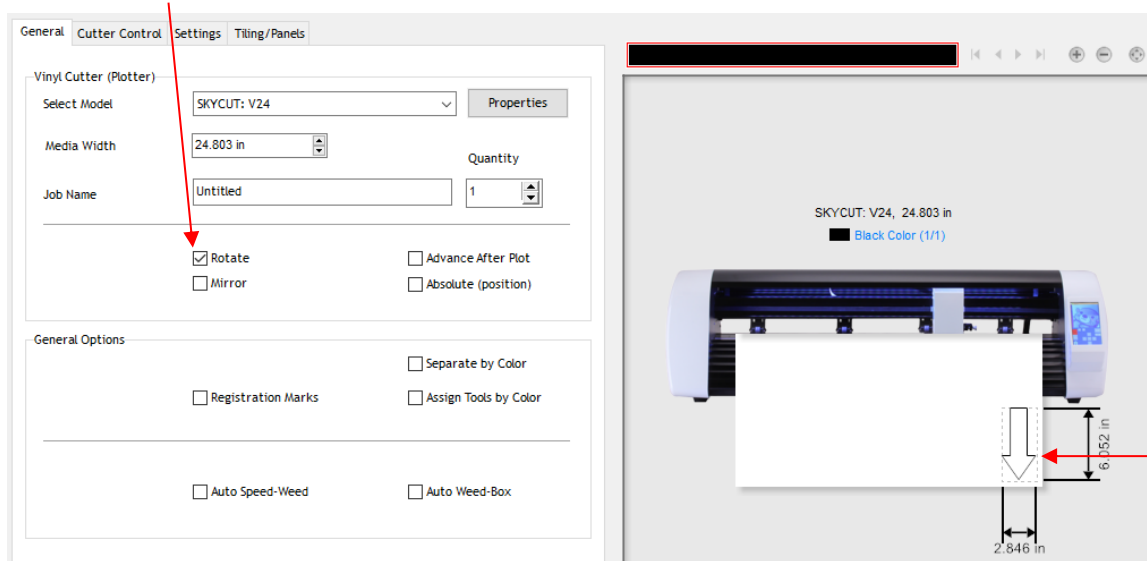 General Cutter Control Settings Tiling/Panels
Vinyl Cutter (Plotter)
Select Model SKYCUT: V24 Properties
Media Width 24.803 in
Quantity
Job Name Untitled 1
Rotate Advance After Plot
Mirror Absolute (position)
General Options
Separate by Color
Registration Marks Assign Tools by Color
Auto Speed-Weed Auto Weed-Box
SKYCUT: V24, 24.803 in
Black Color (1/1)
6.052 in
2.846 in